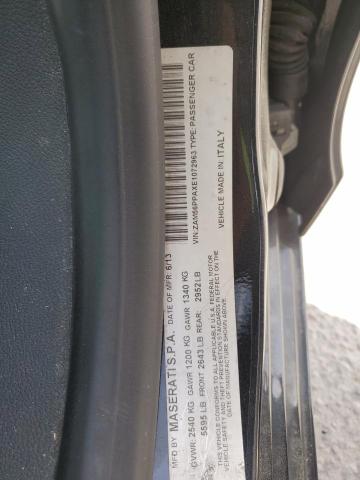 MFD BY MASERATI S.P.A. DATE OF MFR: 6/13
GVWR: 2540 KG GAWR 1200 KG GAWR 1340 KG
5595 LB FRONT 2643 LB REAR: 2952LB
THIS VEHICLE CONFORMS TO ALL APPLICABLE U.S.A. FEDERAL MOTOR
VEHICLE SAFETY, BUMPER, AND THEFT PREVENTION STANDARDS IN EFFECT ON THE
DATE OF MANUFACTURE SHOWN ABOVE.
VIN:ZAM56PPAXE1072963 TYPE:PASSENGER CAR
VEHICLE MADE IN ITALY